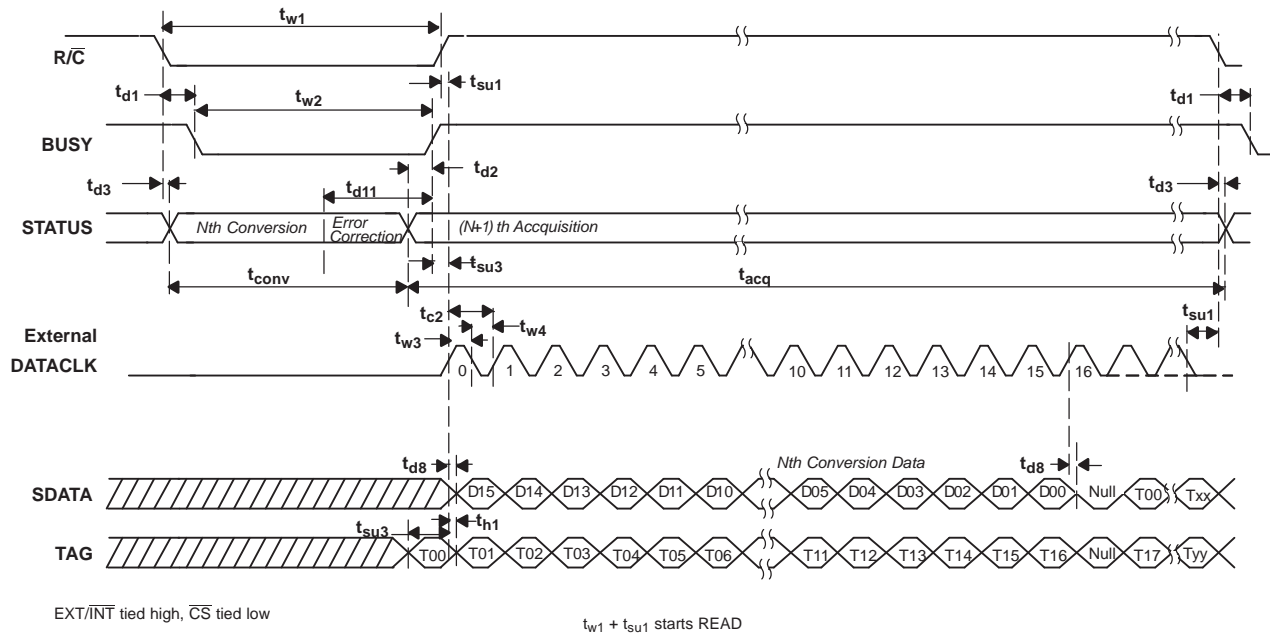 tw1
R/C
tsu1
td1
tw2
td1
BUSY
td2
td11
td3
td3
STATUS
Nth Conversion
Error
Correction
(N+1) th Accquisition
tsu3
tconv
tacq
tc2
tsu1
External
tw3
tw4
DATACLK
0 1 2 3 4 5 10 11 12 13 14 15 16
Nth Conversion Data
td8
td8
SDATA
D15 D14 D13 D12 D11 D10 D05 D04 D03 D02 D01 D00 Null T00 Txx
tsu3
th1
TAG
T00 T01 T02 T03 T04 T05 T06 T11 T12 T13 T14 T15 T16 Null T17 Tyy
EXT/INT tied high, CS tied low
tw1 + tsu1 starts READ